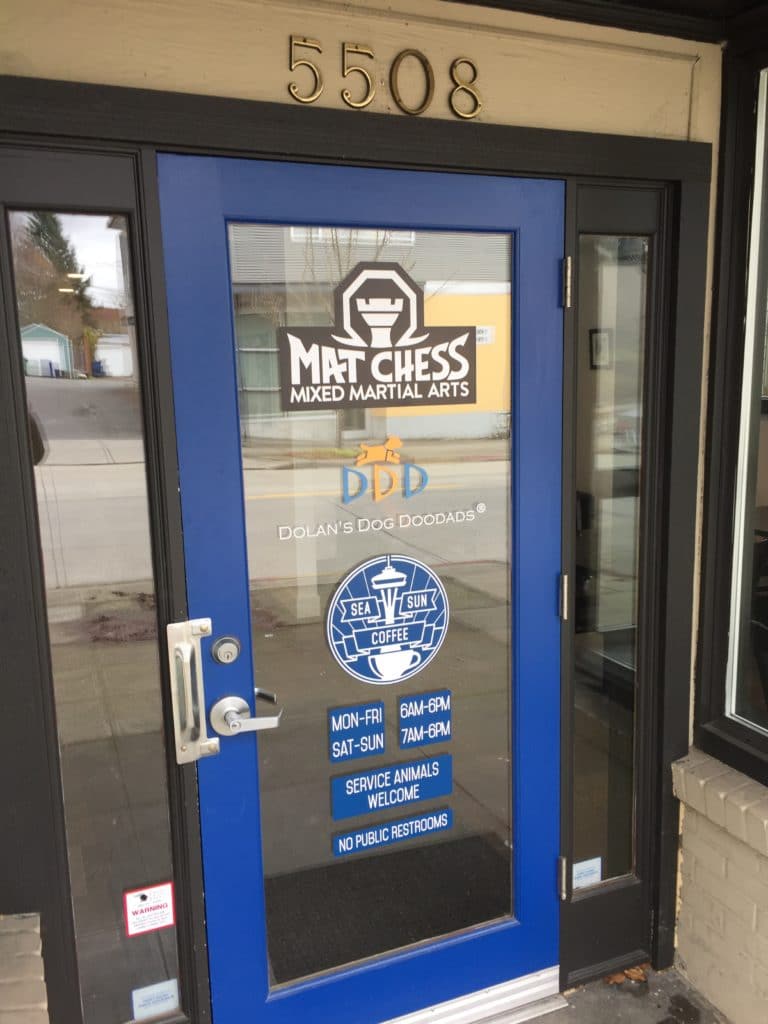 5508
MAT CHESS
MIXED MARTIAL ARTS
DDD
DOLAN'S DOG DOODADS®
SEA SUN
COFFEE
MON-FRI 6AM-6PM
SAT-SUN 7AM-6PM
SERVICE ANIMALS
WELCOME
NO PUBLIC RESTROOMS
WARNING